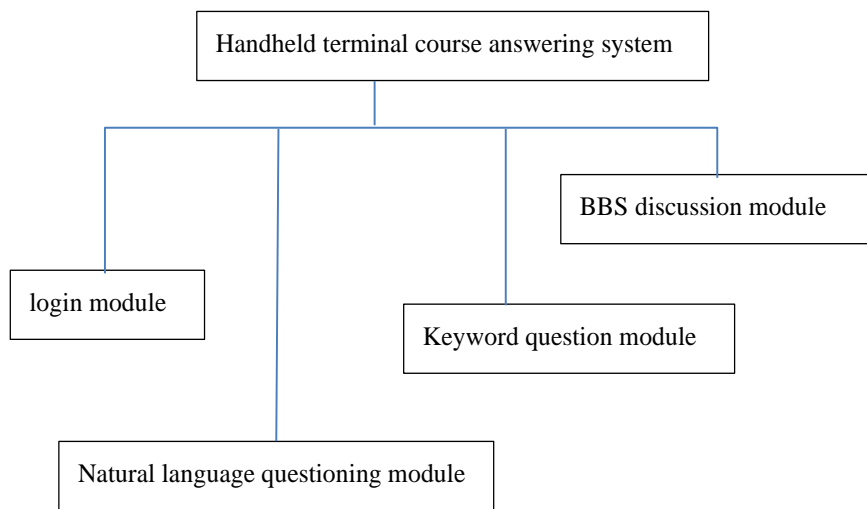 Handheld terminal course answering system
BBS discussion module
login module
Keyword question module
Natural language questioning module